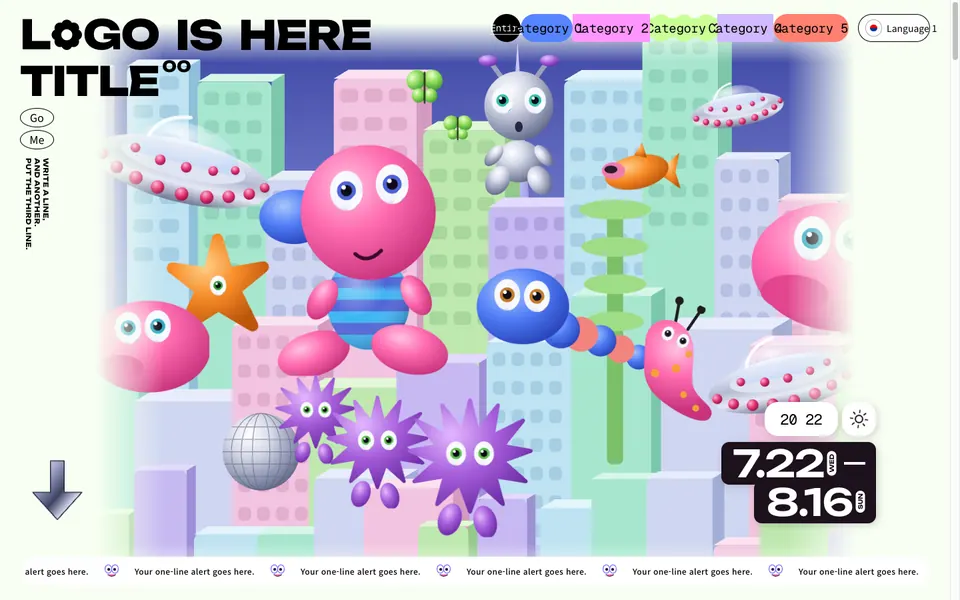 LOGO IS HERE
TITLE°°
Entire
Category 1
Category 2
Category 3
Category 4
Category 5
Language 1
Go
Me
WRITE A LINE.
AND ANOTHER.
PUT THE THIRD LINE.
20 22
7.22 WED —
8.16 SUN
alert goes here.
Your one-line alert goes here.
Your one-line alert goes here.
Your one-line alert goes here.
Your one-line alert goes here.
Your one-line alert goes here.